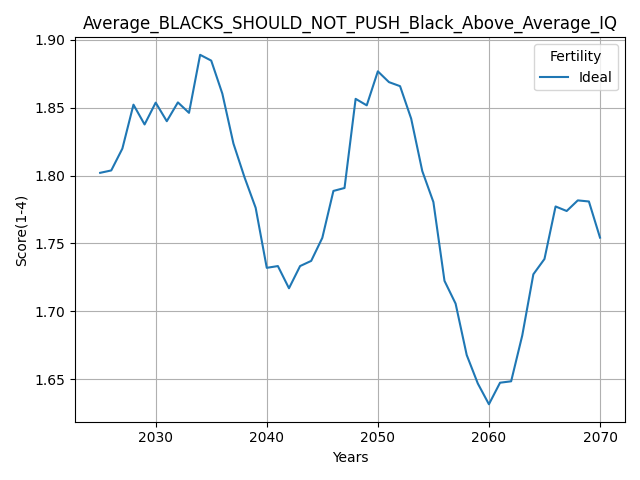 Average_BLACKS_SHOULD_NOT_PUSH_Black_Above_Average_IQ
Fertility
Ideal
Score(1-4)
1.90
1.85
1.80
1.75
1.70
1.65
2030 2040 2050 2060 2070
Years